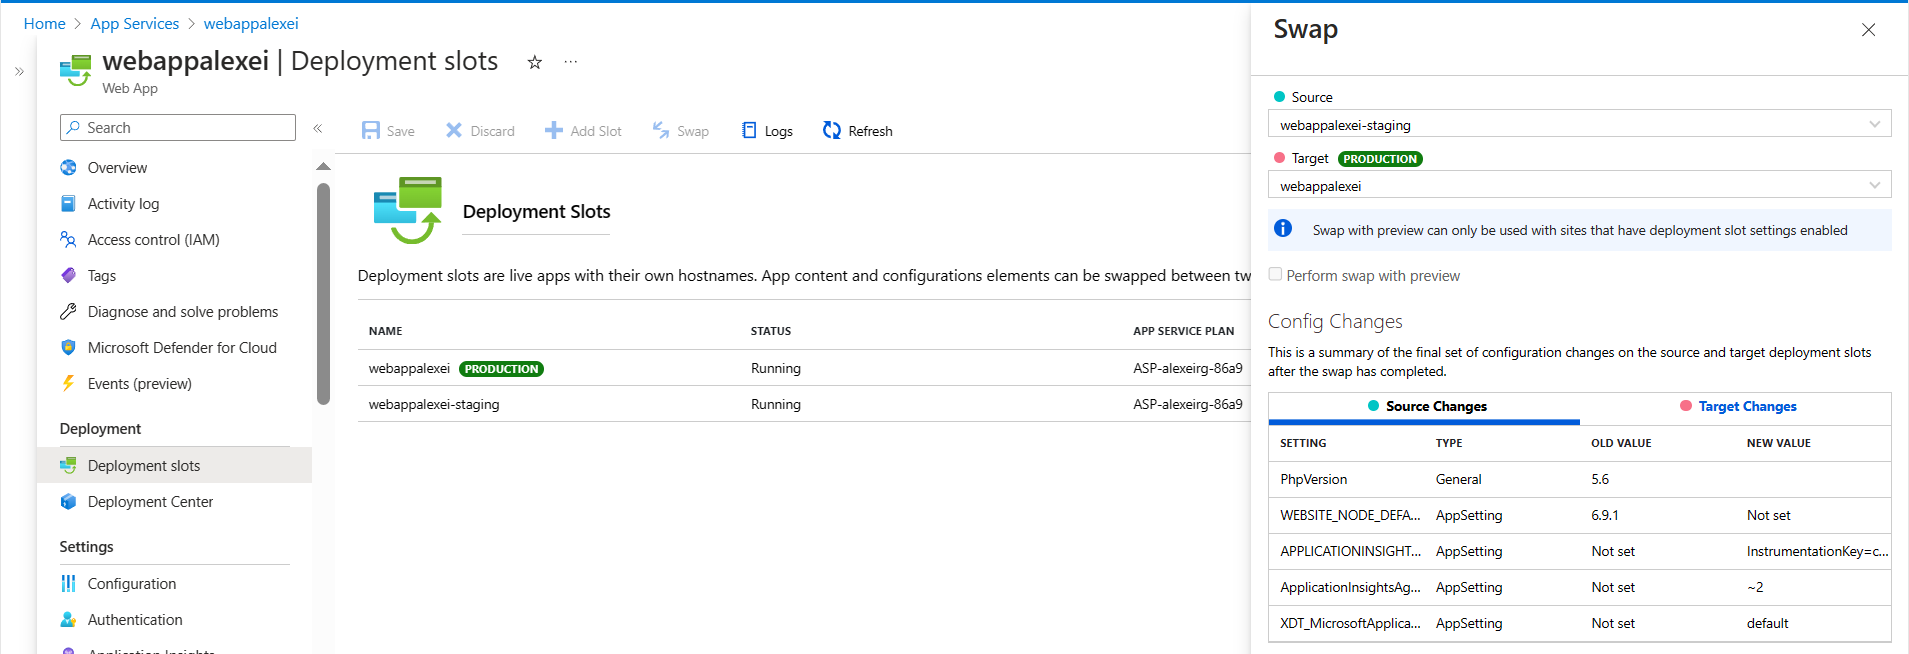 Home > App Services > webappalexei
webappalexei | Deployment slots
Web App
Search
Overview
Activity log
Access control (IAM)
Tags
Diagnose and solve problems
Microsoft Defender for Cloud
Events (preview)
Deployment
Deployment slots
Deployment Center
Settings
Configuration
Authentication
Application Insights
Save Discard Add Slot Swap Logs Refresh
Deployment Slots
Deployment slots are live apps with their own hostnames. App content and configurations elements can be swapped between tw
NAME STATUS APP SERVICE PLAN
webappalexei PRODUCTION Running ASP-alexeirg-86a9
webappalexei-staging Running ASP-alexeirg-86a9
Swap
Source
webappalexei-staging
Target PRODUCTION
webappalexei
Swap with preview can only be used with sites that have deployment slot settings enabled
Perform swap with preview
Config Changes
This is a summary of the final set of configuration changes on the source and target deployment slots
after the swap has completed.
Source Changes Target Changes
SETTING TYPE OLD VALUE NEW VALUE
PhpVersion General 5.6
WEBSITE_NODE_DEFA... AppSetting 6.9.1 Not set
APPLICATIONINSIGHT... AppSetting Not set InstrumentationKey=c...
ApplicationInsightsAg... AppSetting Not set ~2
XDT_MicrosoftApplica... AppSetting Not set default